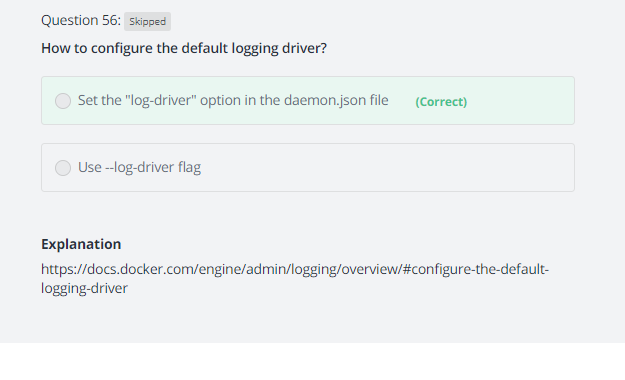 Question 56: Skipped
How to configure the default logging driver?
Set the "log-driver" option in the daemon.json file (Correct)
Use --log-driver flag
Explanation
https://docs.docker.com/engine/admin/logging/overview/#configure-the-default-
logging-driver